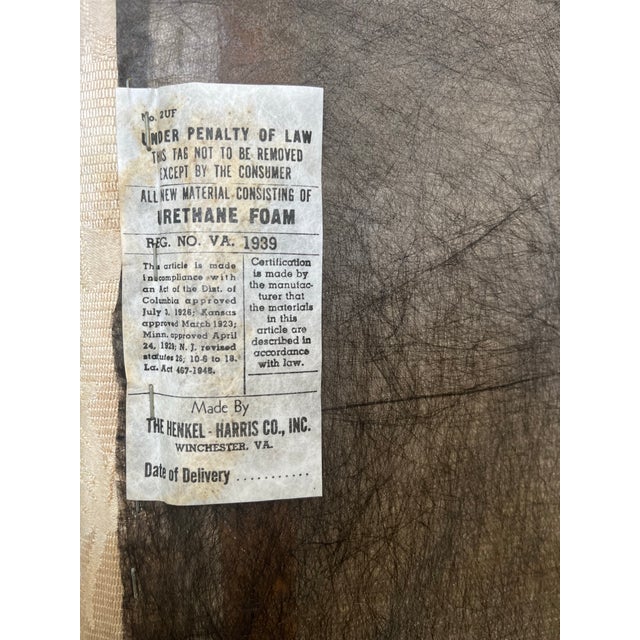 No. 2UF
UNDER PENALTY OF LAW
THIS TAG NOT TO BE REMOVED
EXCEPT BY THE CONSUMER
ALL NEW MATERIAL CONSISTING OF
URETHANE FOAM
REG. NO. VA. 1939
This article is made
in compliance with
an Act of the Dist. of
Columbia approved
July 3, 1926; Kansas
approved March 1923;
Minn. approved April
24, 1929; N. J. revised
statutes 26; 10-6 to 18.
La. Act 467-1948.
Certification
is made by
the manufac-
turer that
the materials
in this
article are
described in
accordance
with law.
Made By
THE HENKEL - HARRIS CO., INC.
WINCHESTER, VA.
Date of Delivery ...........